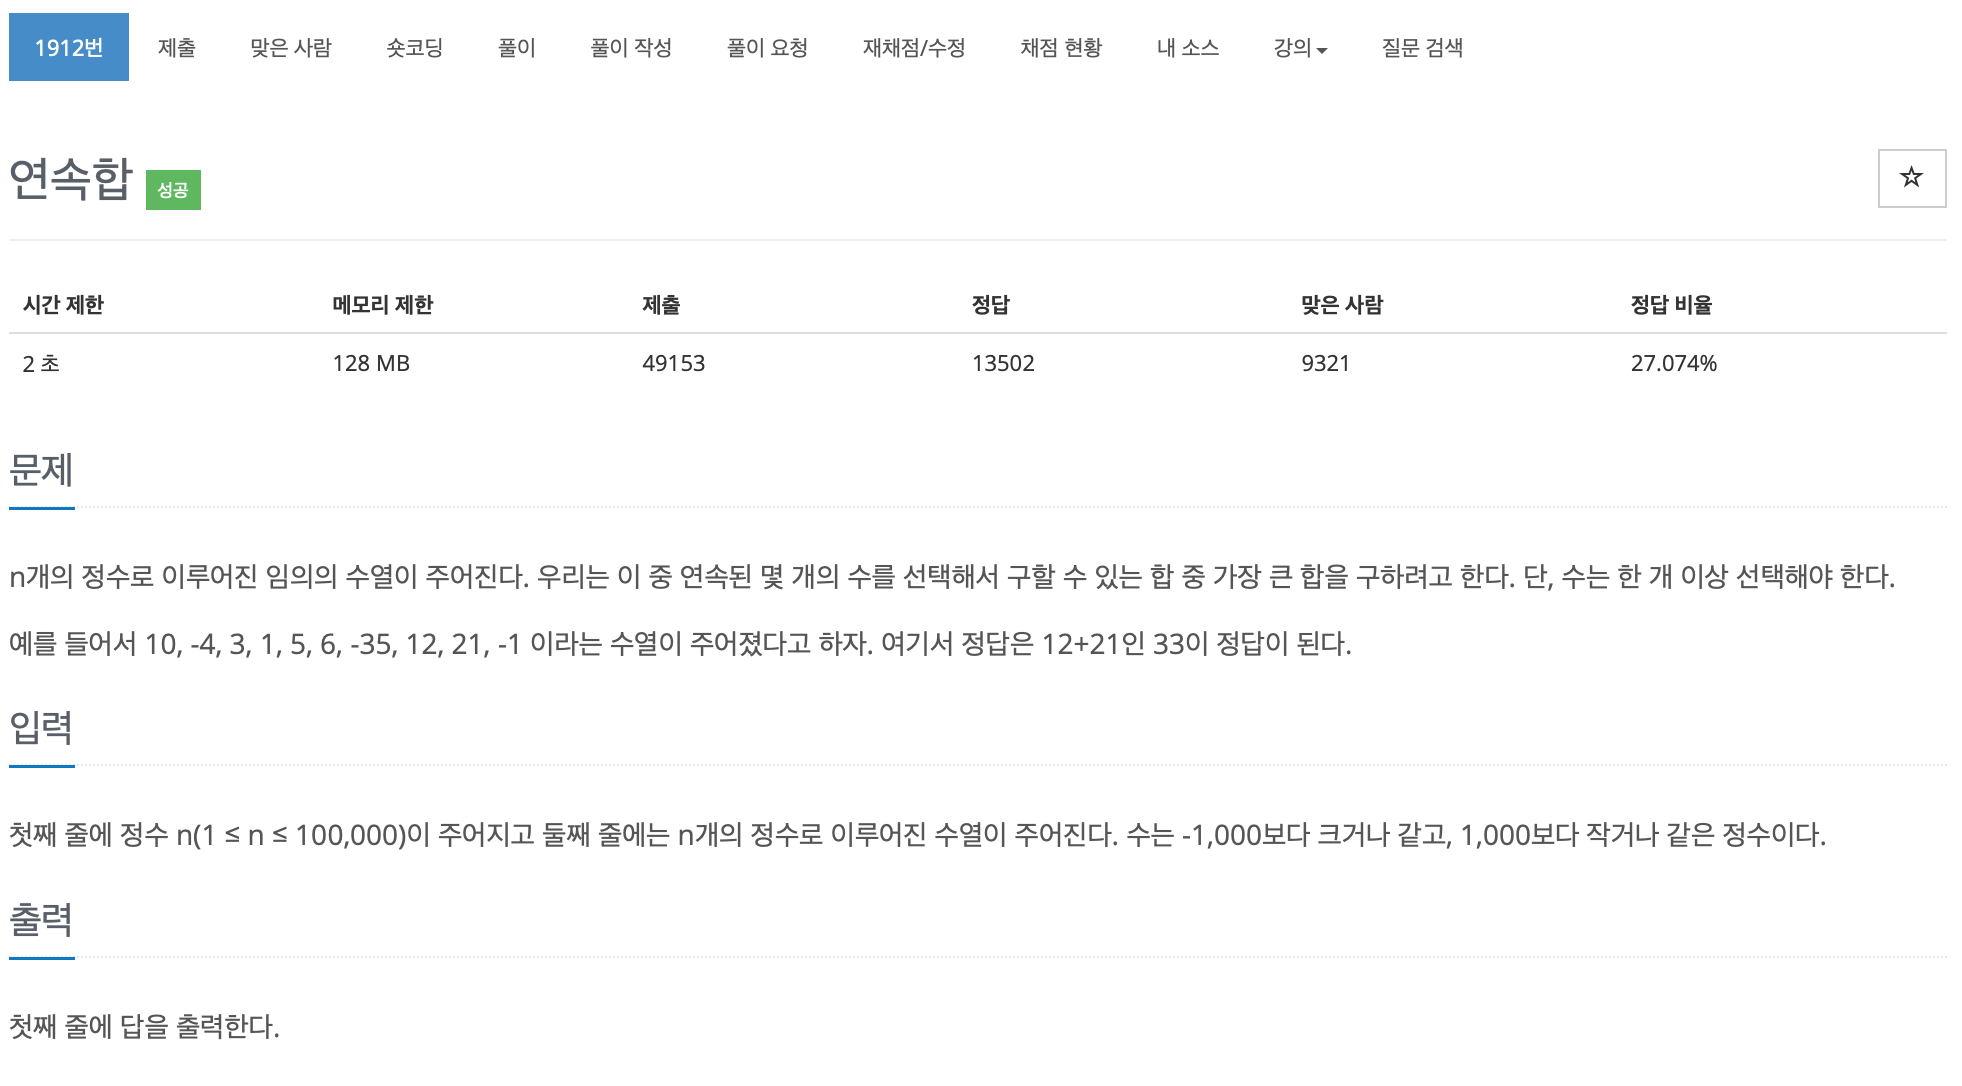 1912번 제출 맞은 사람 숏코딩 풀이 풀이 작성 풀이 요청 재채점/수정 채점 현황 내 소스 강의 질문 검색
연속합 성공
시간 제한 메모리 제한 제출 정답 맞은 사람 정답 비율
2 초 128 MB 49153 13502 9321 27.074%
문제
n개의 정수로 이루어진 임의의 수열이 주어진다. 우리는 이 중 연속된 몇 개의 수를 선택해서 구할 수 있는 합 중 가장 큰 합을 구하려고 한다. 단, 수는 한 개 이상 선택해야 한다.
예를 들어서 10, -4, 3, 1, 5, 6, -35, 12, 21, -1 이라는 수열이 주어졌다고 하자. 여기서 정답은 12+21인 33이 정답이 된다.
입력
첫째 줄에 정수 n(1 ≤ n ≤ 100,000)이 주어지고 둘째 줄에는 n개의 정수로 이루어진 수열이 주어진다. 수는 -1,000보다 크거나 같고, 1,000보다 작거나 같은 정수이다.
출력
첫째 줄에 답을 출력한다.